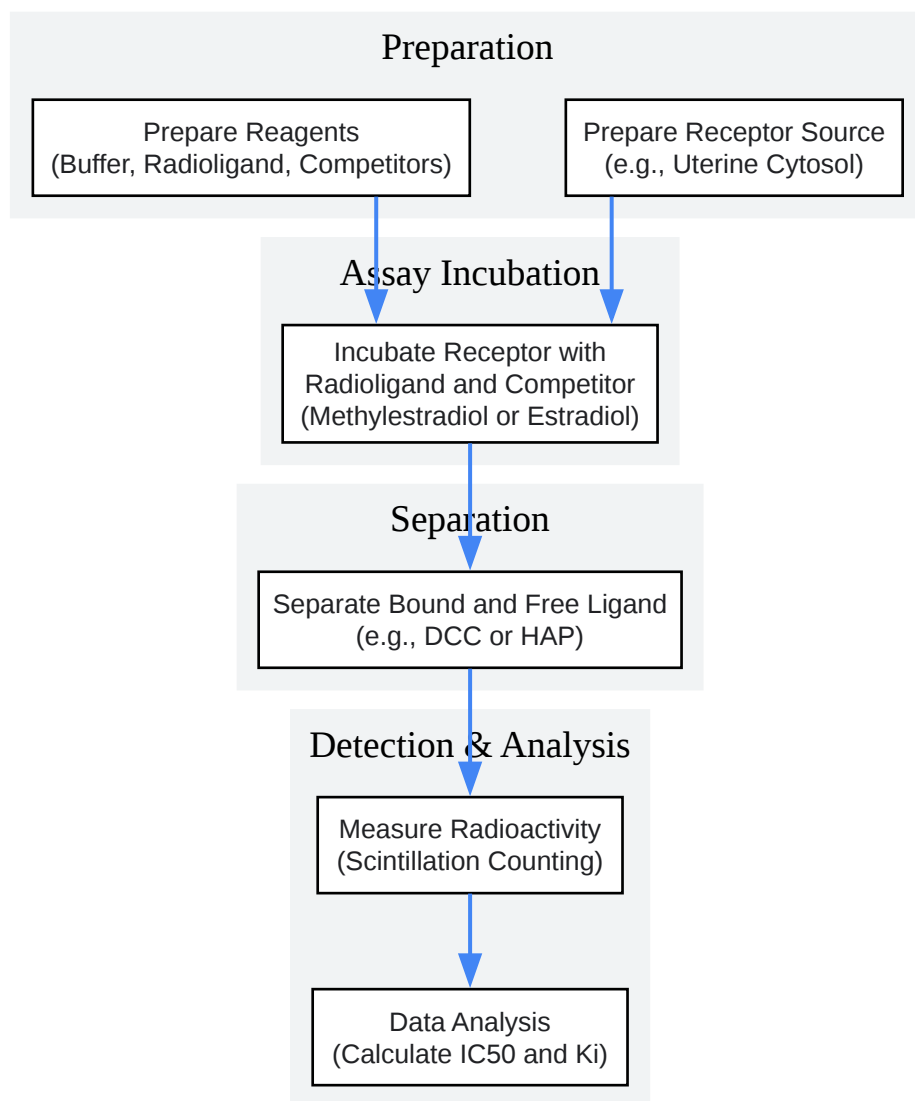 Preparation
Prepare Reagents
(Buffer, Radioligand, Competitors)
Prepare Receptor Source
(e.g., Uterine Cytosol)
Assay Incubation
Incubate Receptor with
Radioligand and Competitor
(Methylestradiol or Estradiol)
Separation
Separate Bound and Free Ligand
(e.g., DCC or HAP)
Detection & Analysis
Measure Radioactivity
(Scintillation Counting)
Data Analysis
(Calculate IC50 and Ki)